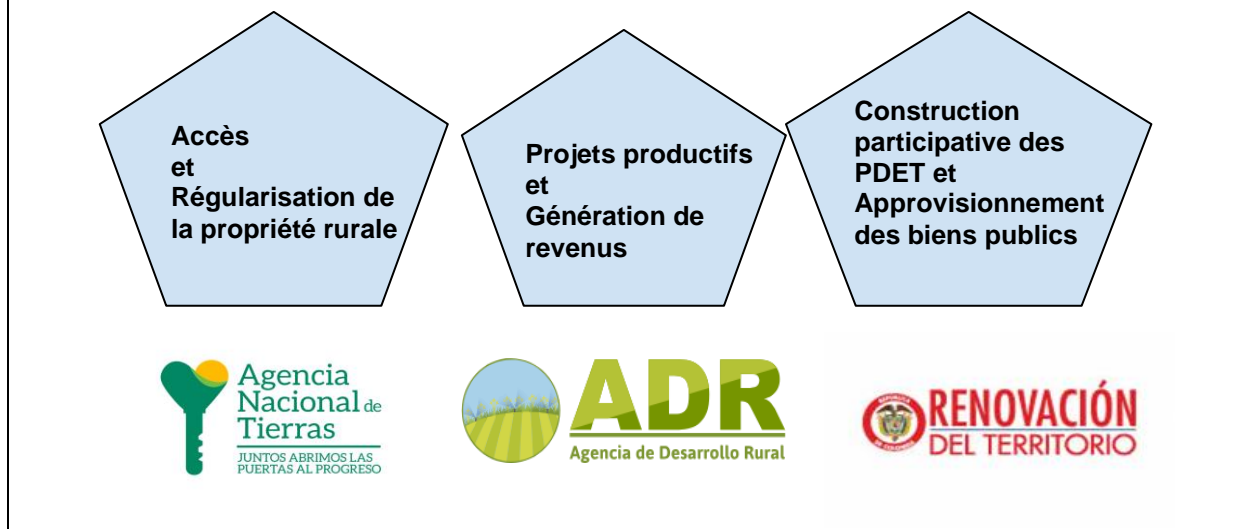 Accès
et
Régularisation de
la propriété rurale
Projets productifs
et
Génération de
revenus
Construction
participative des
PDET et
Approvisionnement
des biens publics
Agencia
Nacional de
Tierras
JUNTOS ABRIMOS LAS
PUERTAS AL PROGRESO
ADR
Agencia de Desarrollo Rural
RENOVACIÓN
DEL TERRITORIO